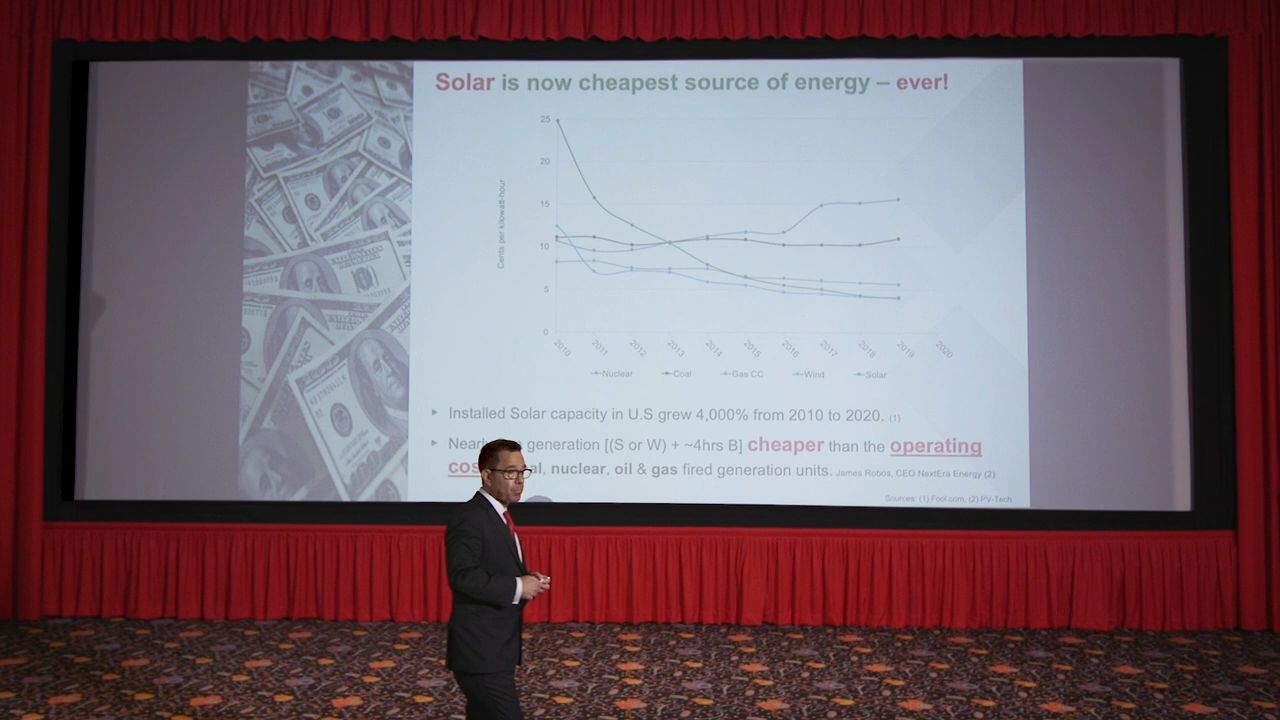 Solar is now cheapest source of energy – ever!
25
20
15
10
5
0
Cents per kilowatt-hour
2010 2011 2012 2013 2014 2015 2016 2017 2018 2019 2020
Nuclear Coal Gas CC Wind Solar
Installed Solar capacity in U.S grew 4,000% from 2010 to 2020. (1)
generation [(S or W) + ~4hrs B] cheaper than the operating
nuclear, oil & gas fired generation units. James Robos, CEO NextEra Energy (2)
Sources: (1) Fool.com, (2) PV-Tech